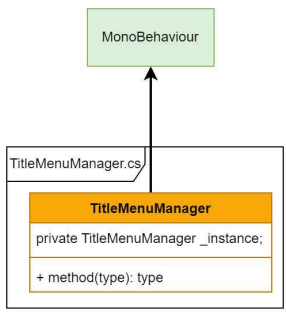 MonoBehaviour
TitleMenuManager.cs
TitleMenuManager
private TitleMenuManager _instance;
+ method(type): type